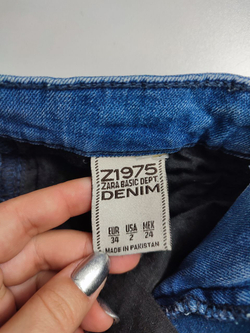 Z1975
ZARA BASIC DEPT.
DENIM
EUR USA MEX
34 2 24
MADE IN PAKISTAN